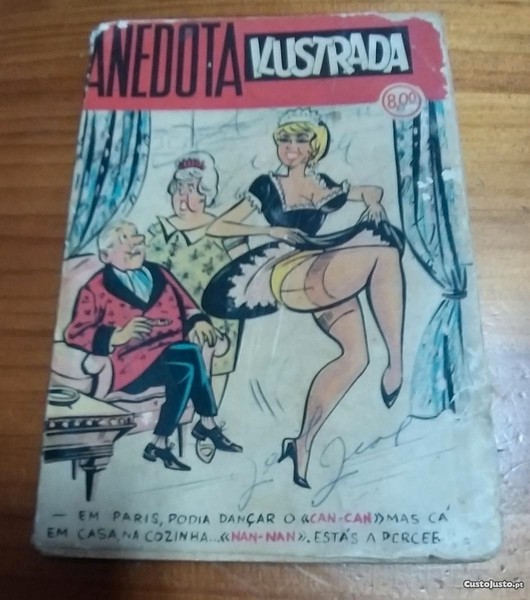 ANEDOTA ILUSTRADA
8,00
— EM PARIS, PODIA DANÇAR O «CAN-CAN» MAS CÁ
EM CASA, NA COZINHA... «NAN-NAN». ESTÁS A PERCEB
CustoJusto.pt